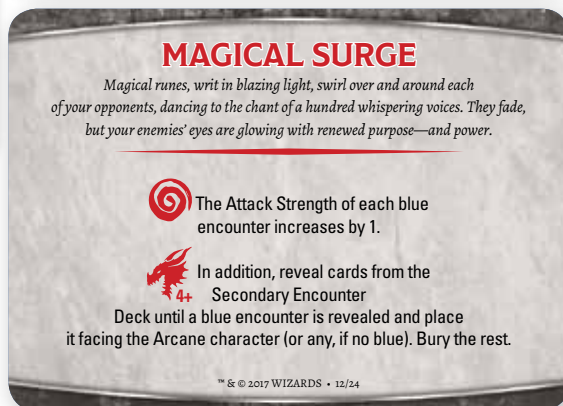 MAGICAL SURGE
Magical runes, writ in blazing light, swirl over and around each
of your opponents, dancing to the chant of a hundred whispering voices. They fade,
but your enemies' eyes are glowing with renewed purpose—and power.
The Attack Strength of each blue
encounter increases by 1.
In addition, reveal cards from the
4+ Secondary Encounter
Deck until a blue encounter is revealed and place
it facing the Arcane character (or any, if no blue). Bury the rest.
™ & © 2017 WIZARDS • 12/24